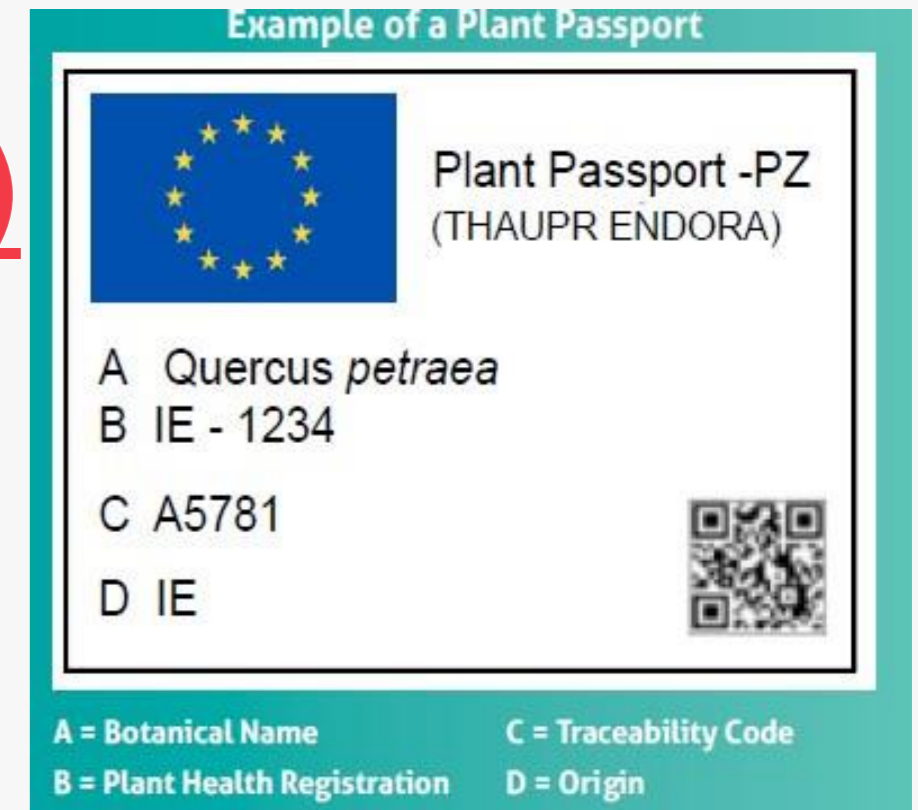 Example of a Plant Passport
Plant Passport -PZ
(THAUPR ENDORA)
A Quercus petraea
B IE - 1234
C A5781
D IE
A = Botanical Name
C = Traceability Code
B = Plant Health Registration
D = Origin